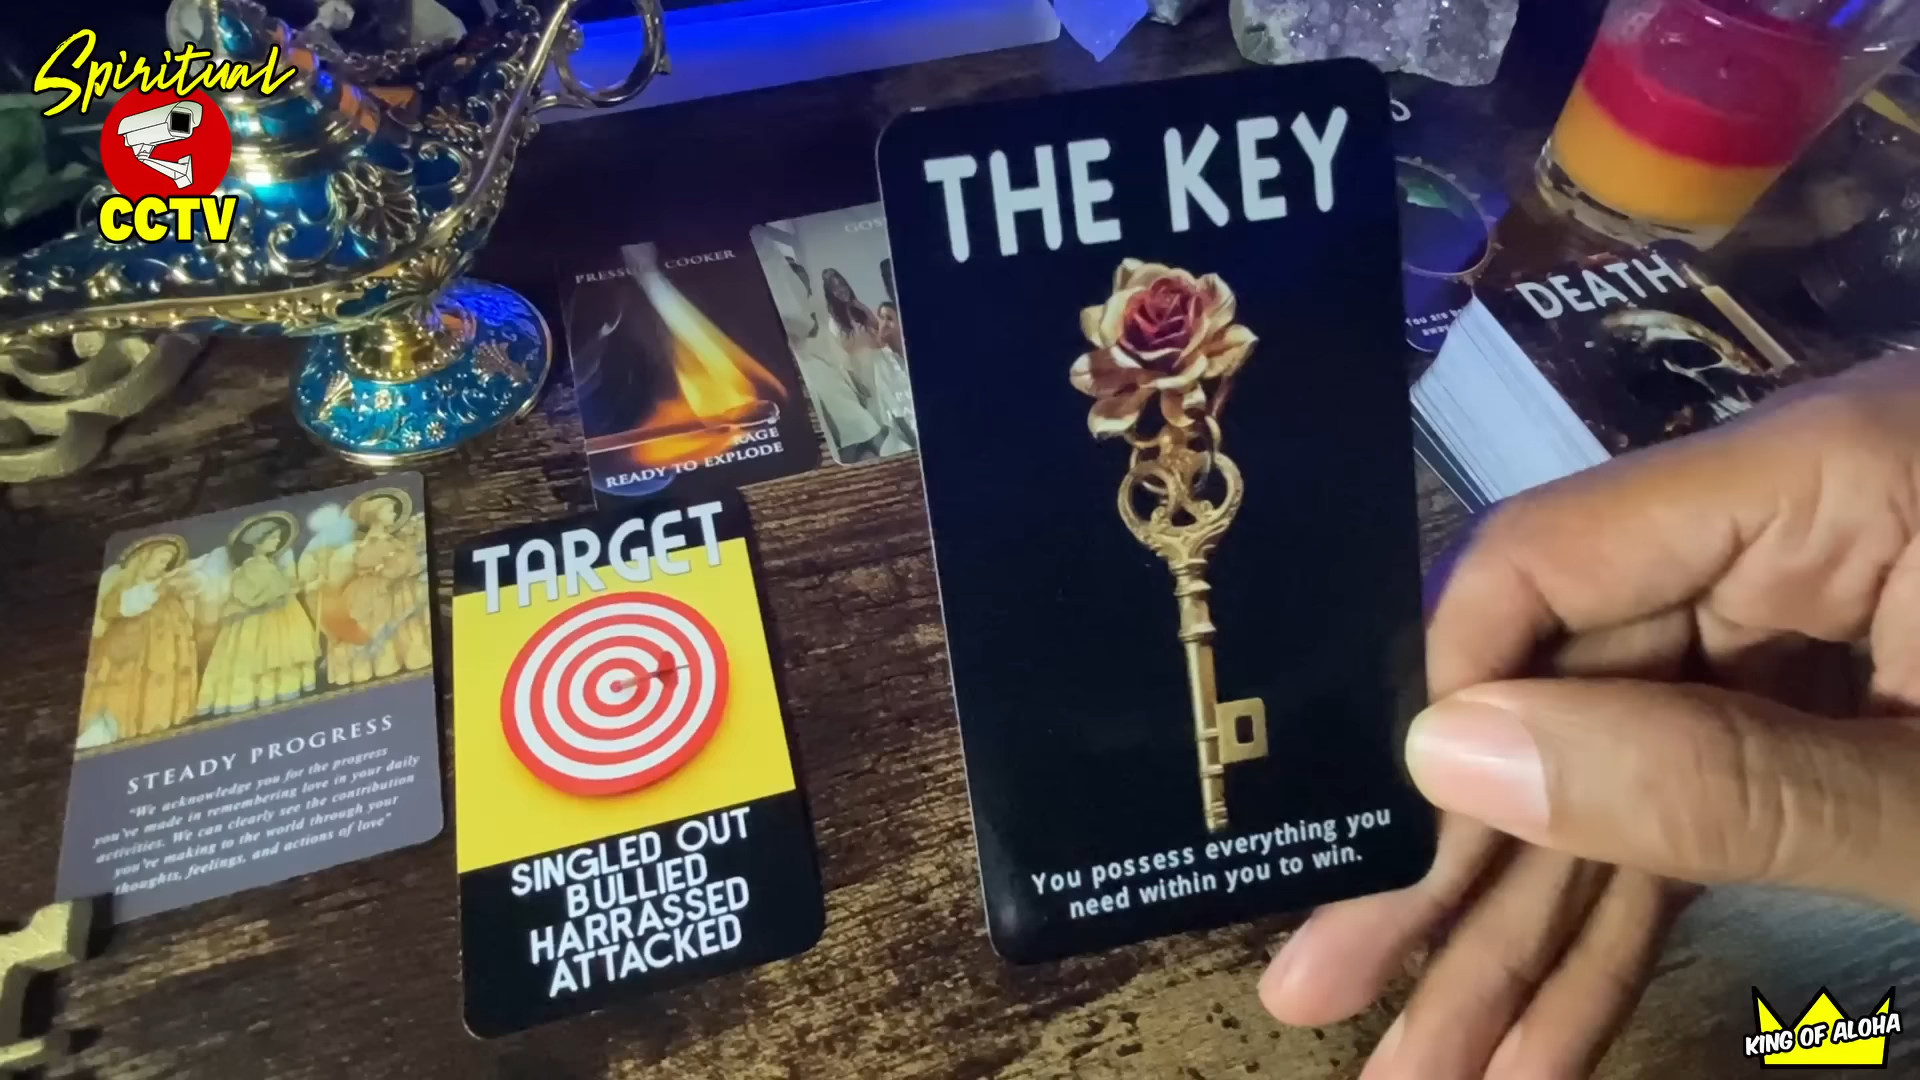 Spiritual
CCTV
THE KEY
You possess everything you
need within you to win.
PRESSURE COOKER
RAGE
READY TO EXPLODE
DEATH
TARGET
SINGLED OUT
BULLIED
HARRASSED
ATTACKED
STEADY PROGRESS
"We acknowledge you for the progress
you've made in remembering love in your daily
activities. We can clearly see the contribution
you're making to the world through your
thoughts, feelings, and actions of love"
KING OF ALOHA